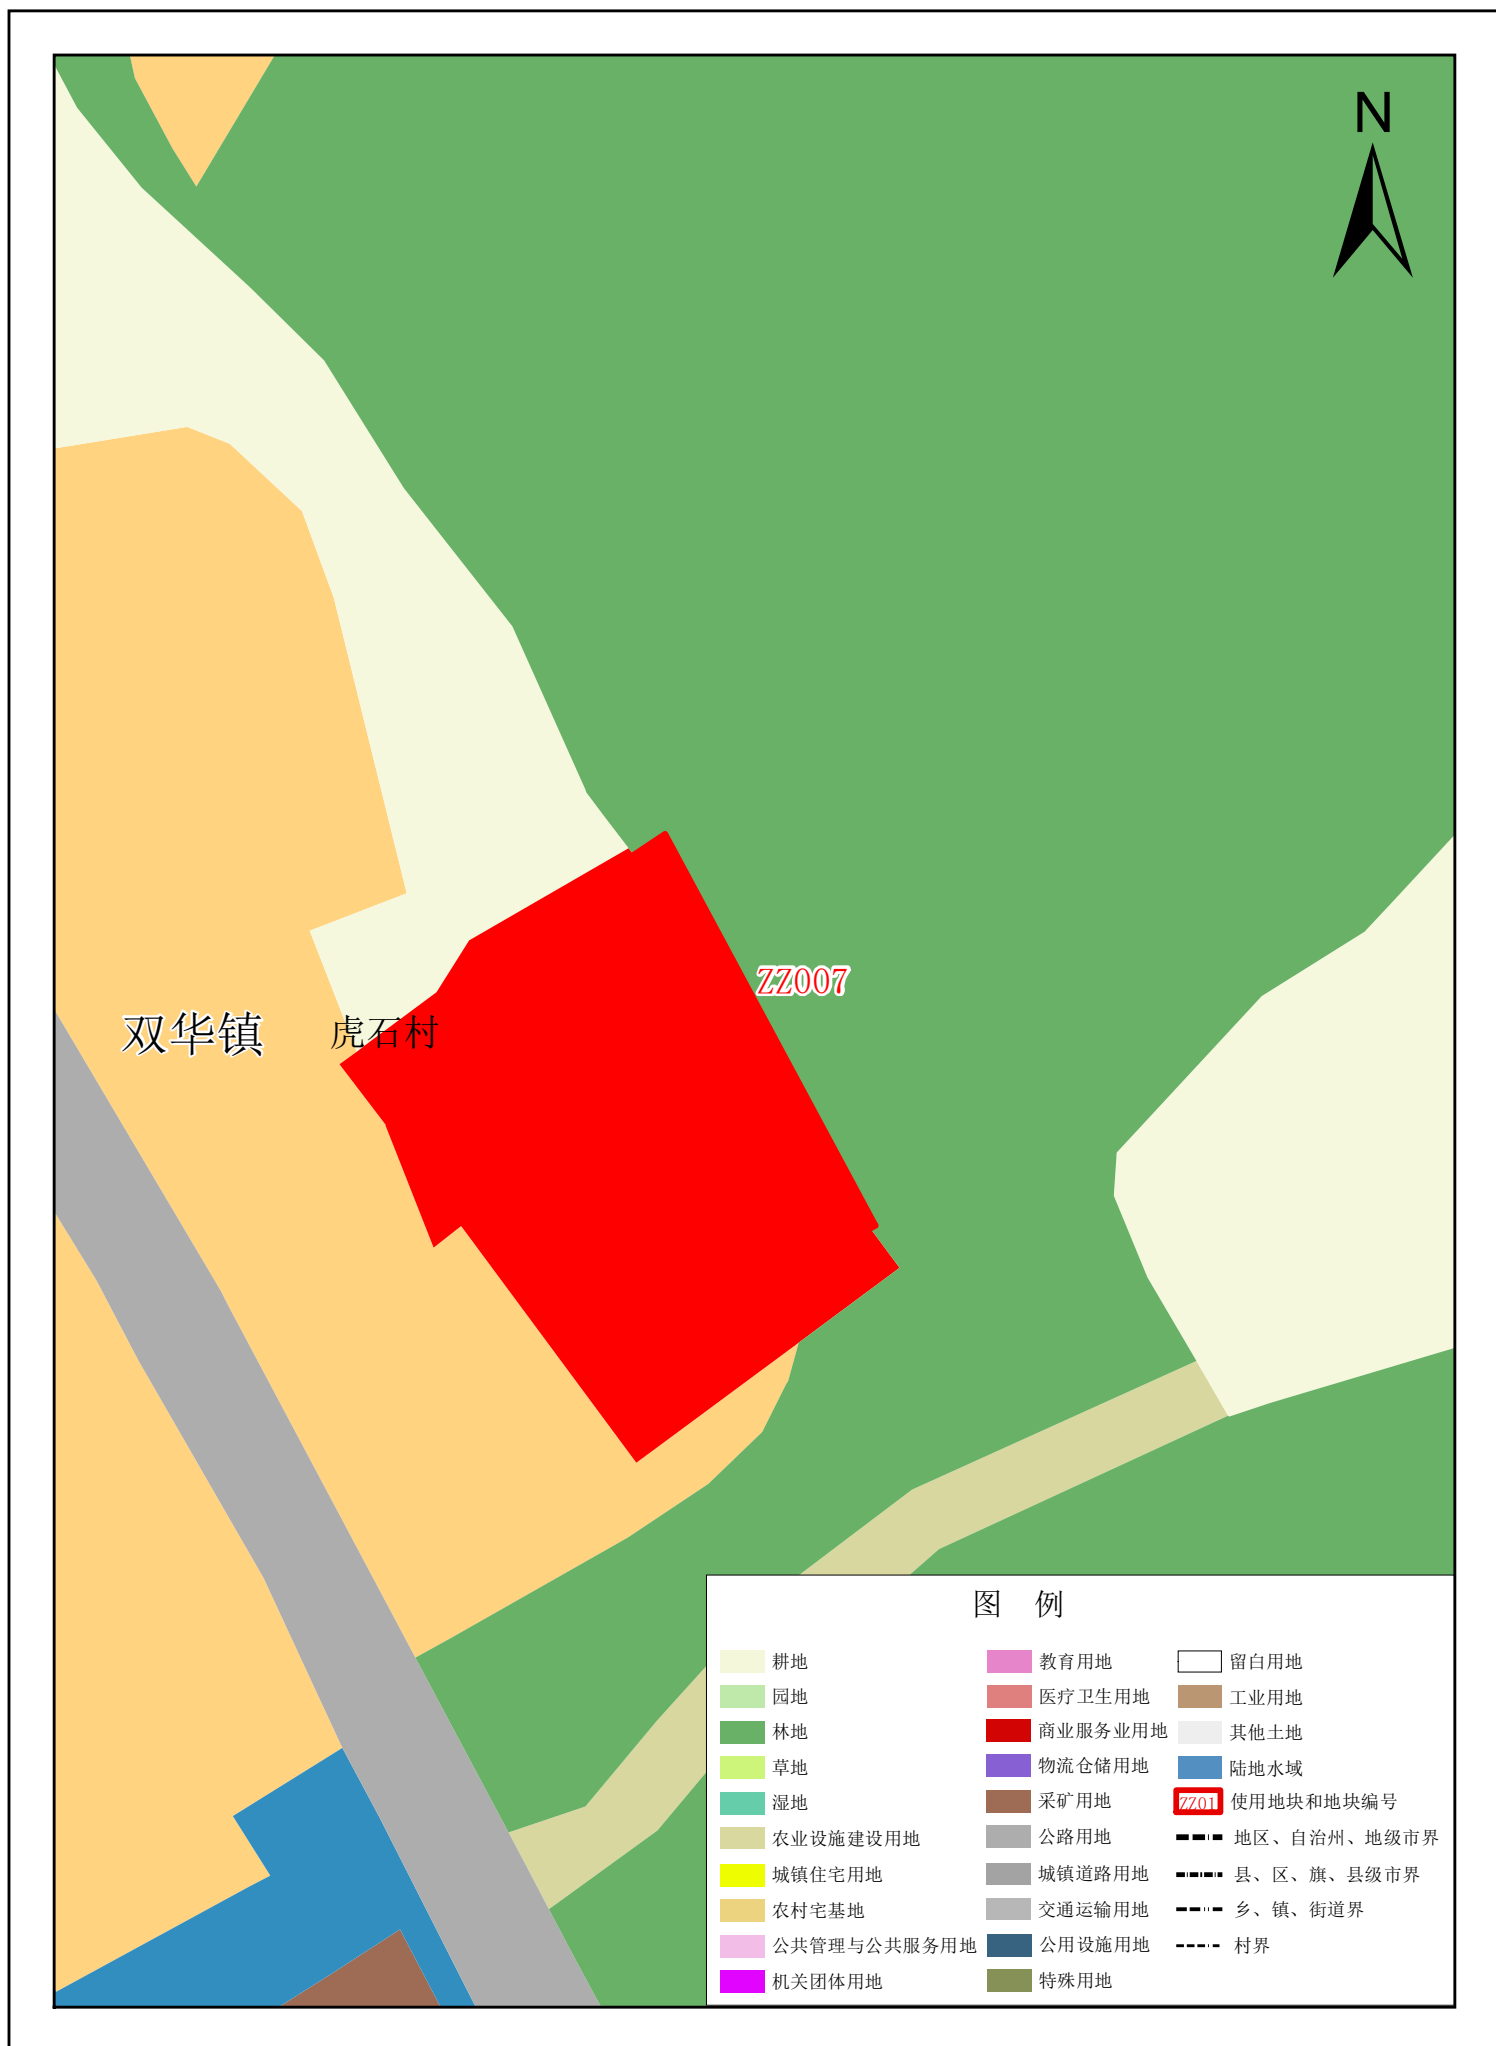 N
ZZ007
双华镇
虎石村
图 例
耕地
园地
林地
草地
湿地
农业设施建设用地
城镇住宅用地
农村宅基地
公共管理与公共服务用地
机关团体用地
教育用地
医疗卫生用地
商业服务业用地
物流仓储用地
采矿用地
公路用地
城镇道路用地
交通运输用地
公用设施用地
特殊用地
留白用地
工业用地
其他土地
陆地水域
ZZ01 使用地块和地块编号
地区、自治州、地级市界
县、区、旗、县级市界
乡、镇、街道界
村界